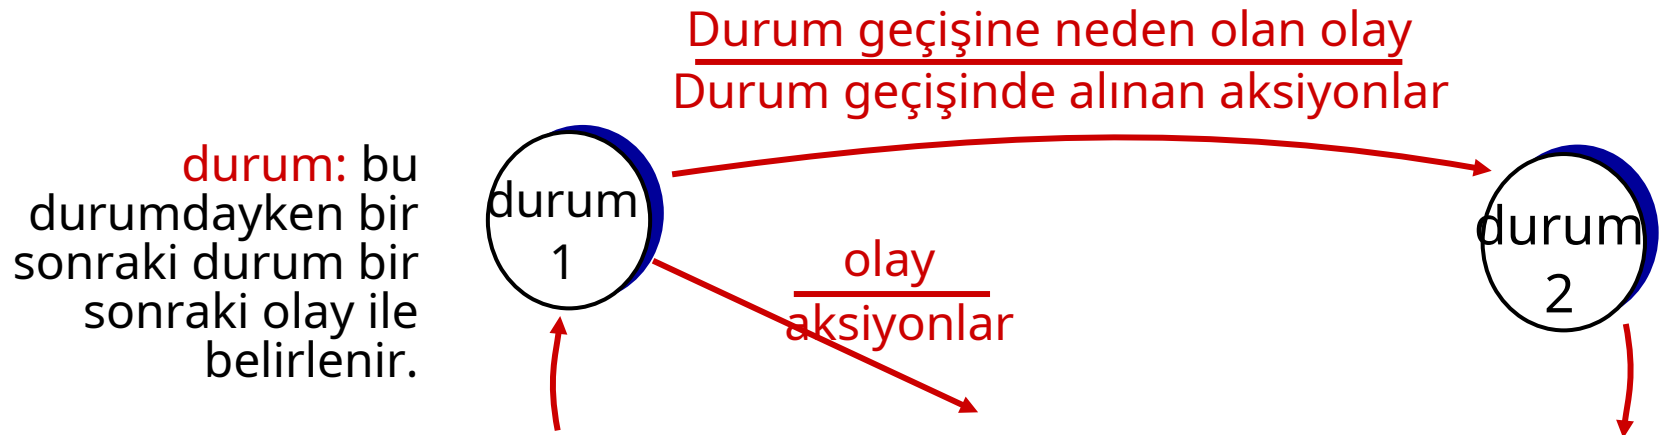 Durum geçişine neden olan olay
Durum geçişinde alınan aksiyonlar
durum: bu
durumdayken bir
sonraki durum bir
sonraki olay ile
belirlenir.
durum
1
olay
aksiyonlar
durum
2